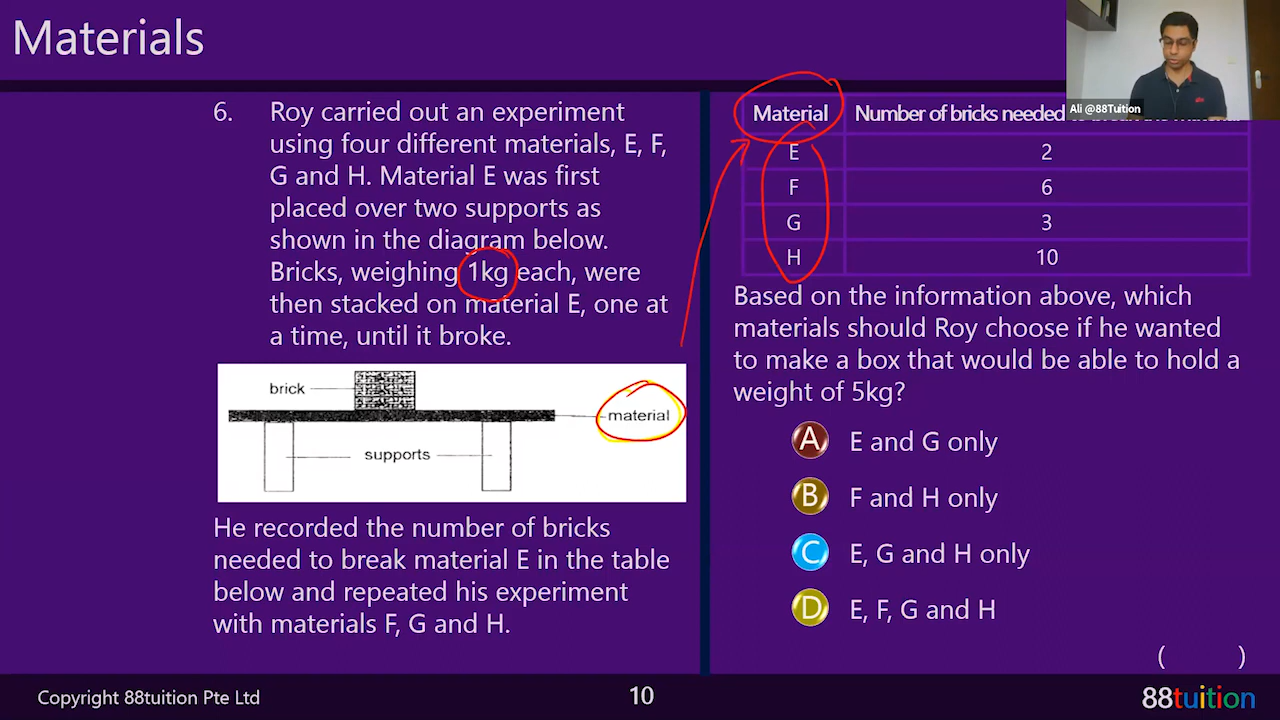 Materials
6. Roy carried out an experiment
using four different materials, E, F,
G and H. Material E was first
placed over two supports as
shown in the diagram below.
Bricks, weighing 1kg each, were
then stacked on material E, one at
a time, until it broke.
brick
material
supports
He recorded the number of bricks
needed to break material E in the table
below and repeated his experiment
with materials F, G and H.
Ali @88Tuition
Material Number of bricks needed
E 2
F 6
G 3
H 10
Based on the information above, which
materials should Roy choose if he wanted
to make a box that would be able to hold a
weight of 5kg?
A E and G only
B F and H only
C E, G and H only
D E, F, G and H
( )
Copyright 88tuition Pte Ltd
10
88tuition